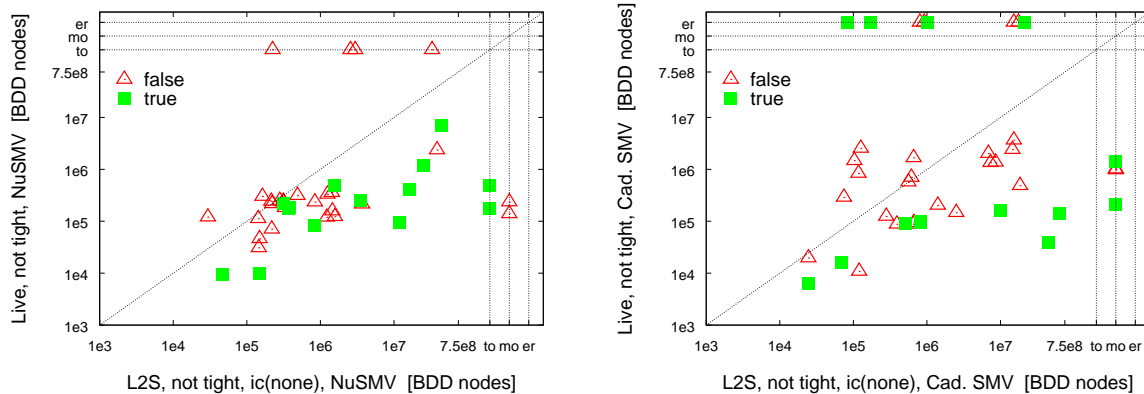 er
mo
to
7.5e8
1e7
1e6
1e5
1e4
1e3
false
true
Live, not tight, NuSMV [BDD nodes]
1e3 1e4 1e5 1e6 1e7 7.5e8 to mo er
L2S, not tight, ic(none), NuSMV [BDD nodes]
er
mo
to
7.5e8
1e7
1e6
1e5
1e4
1e3
false
true
Live, not tight, Cad. SMV [BDD nodes]
1e3 1e4 1e5 1e6 1e7 7.5e8 to mo er
L2S, not tight, ic(none), Cad. SMV [BDD nodes]